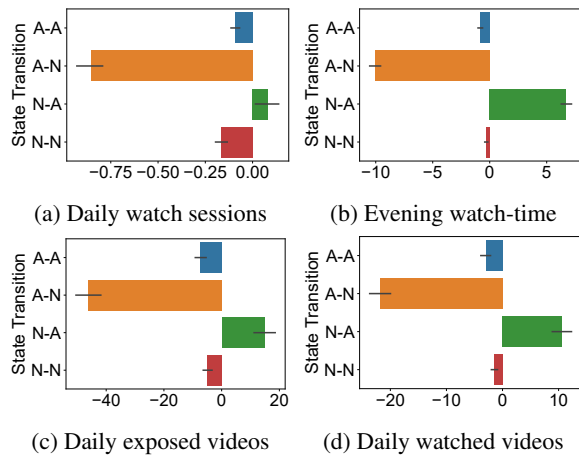 State Transition
A-A
A-N
N-A
N-N
−0.75 −0.50 −0.25 0.00
(a) Daily watch sessions
State Transition
A-A
A-N
N-A
N-N
−10 −5 0 5
(b) Evening watch-time
State Transition
A-A
A-N
N-A
N-N
−40 −20 0 20
(c) Daily exposed videos
State Transition
A-A
A-N
N-A
N-N
−20 −10 0 10
(d) Daily watched videos